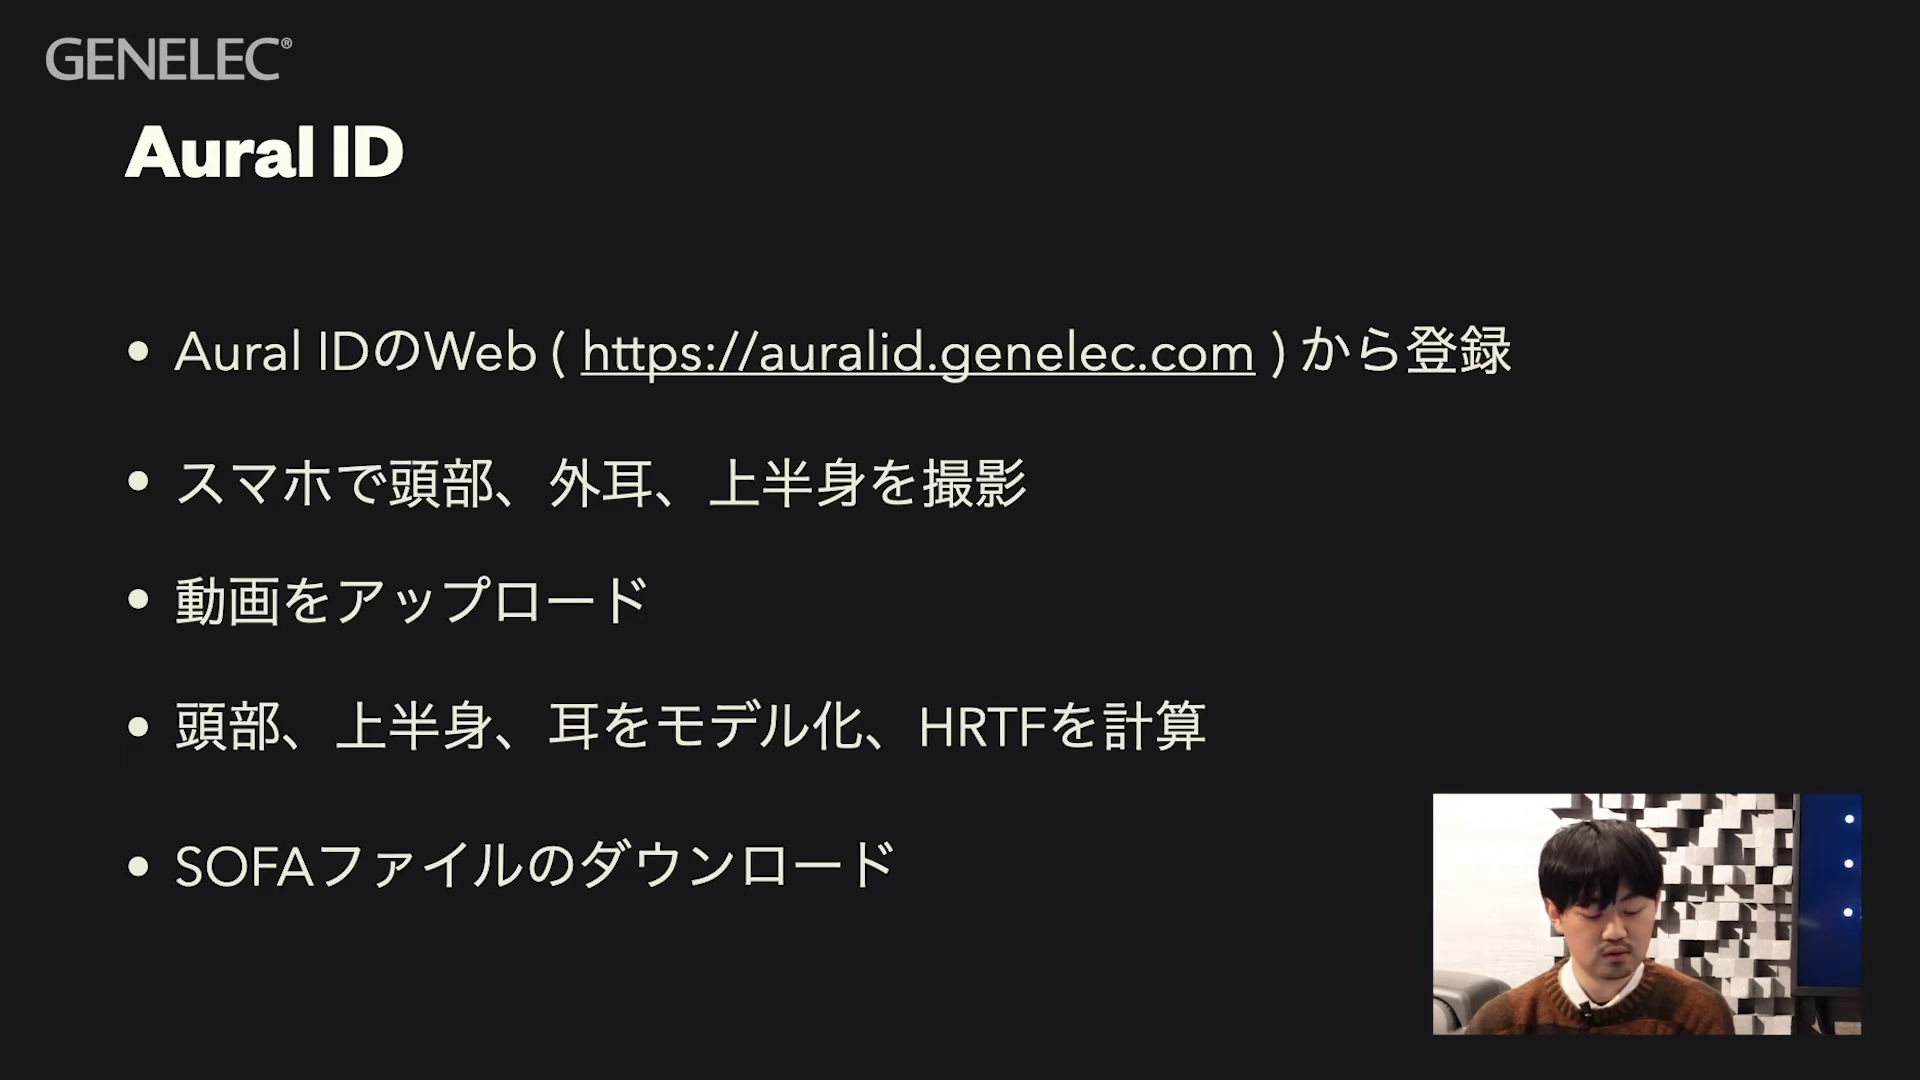 GENELEC®
Aural ID
• Aural IDのWeb ( https://auralid.genelec.com ) から登録
• スマホで頭部、外耳、上半身を撮影
• 動画をアップロード
• 頭部、上半身、耳をモデル化、HRTFを計算
• SOFAファイルのダウンロード